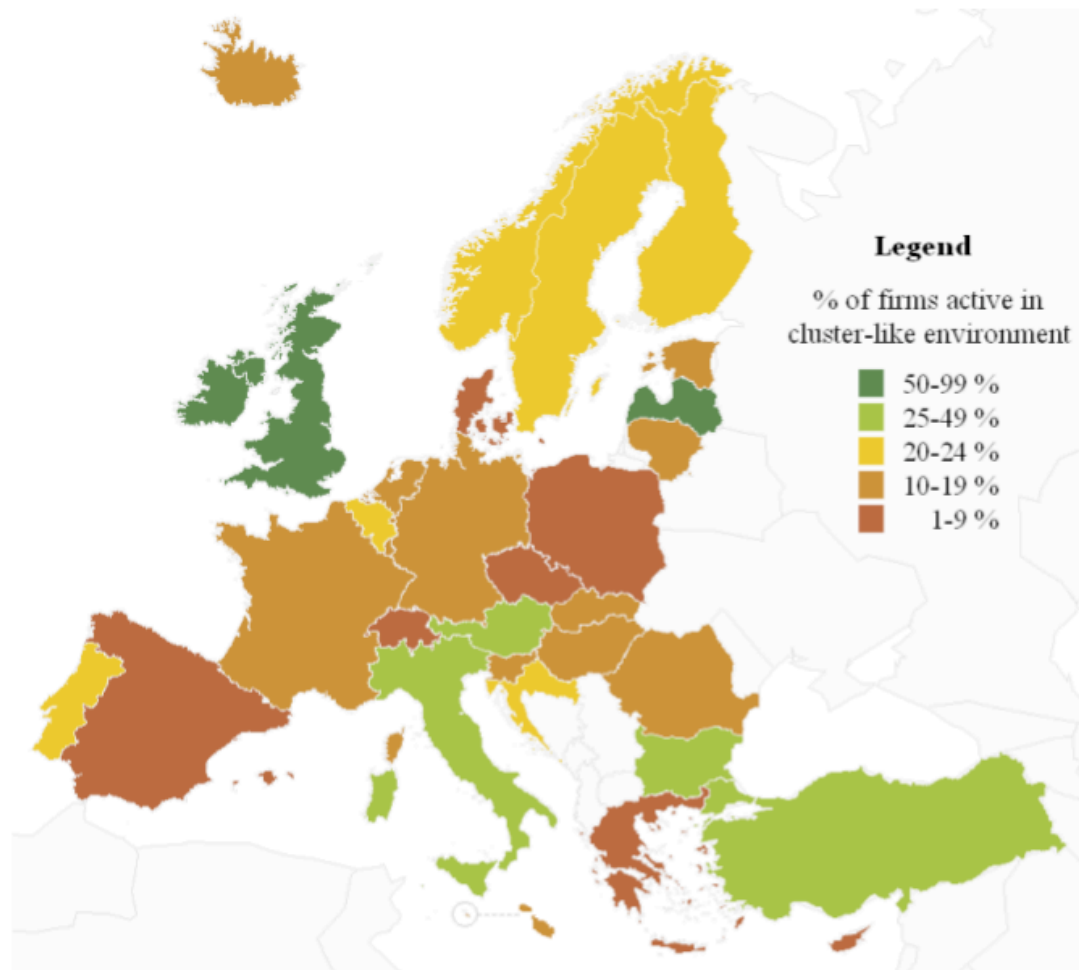 Legend
% of firms active in
cluster-like environment
50-99 %
25-49 %
20-24 %
10-19 %
1-9 %